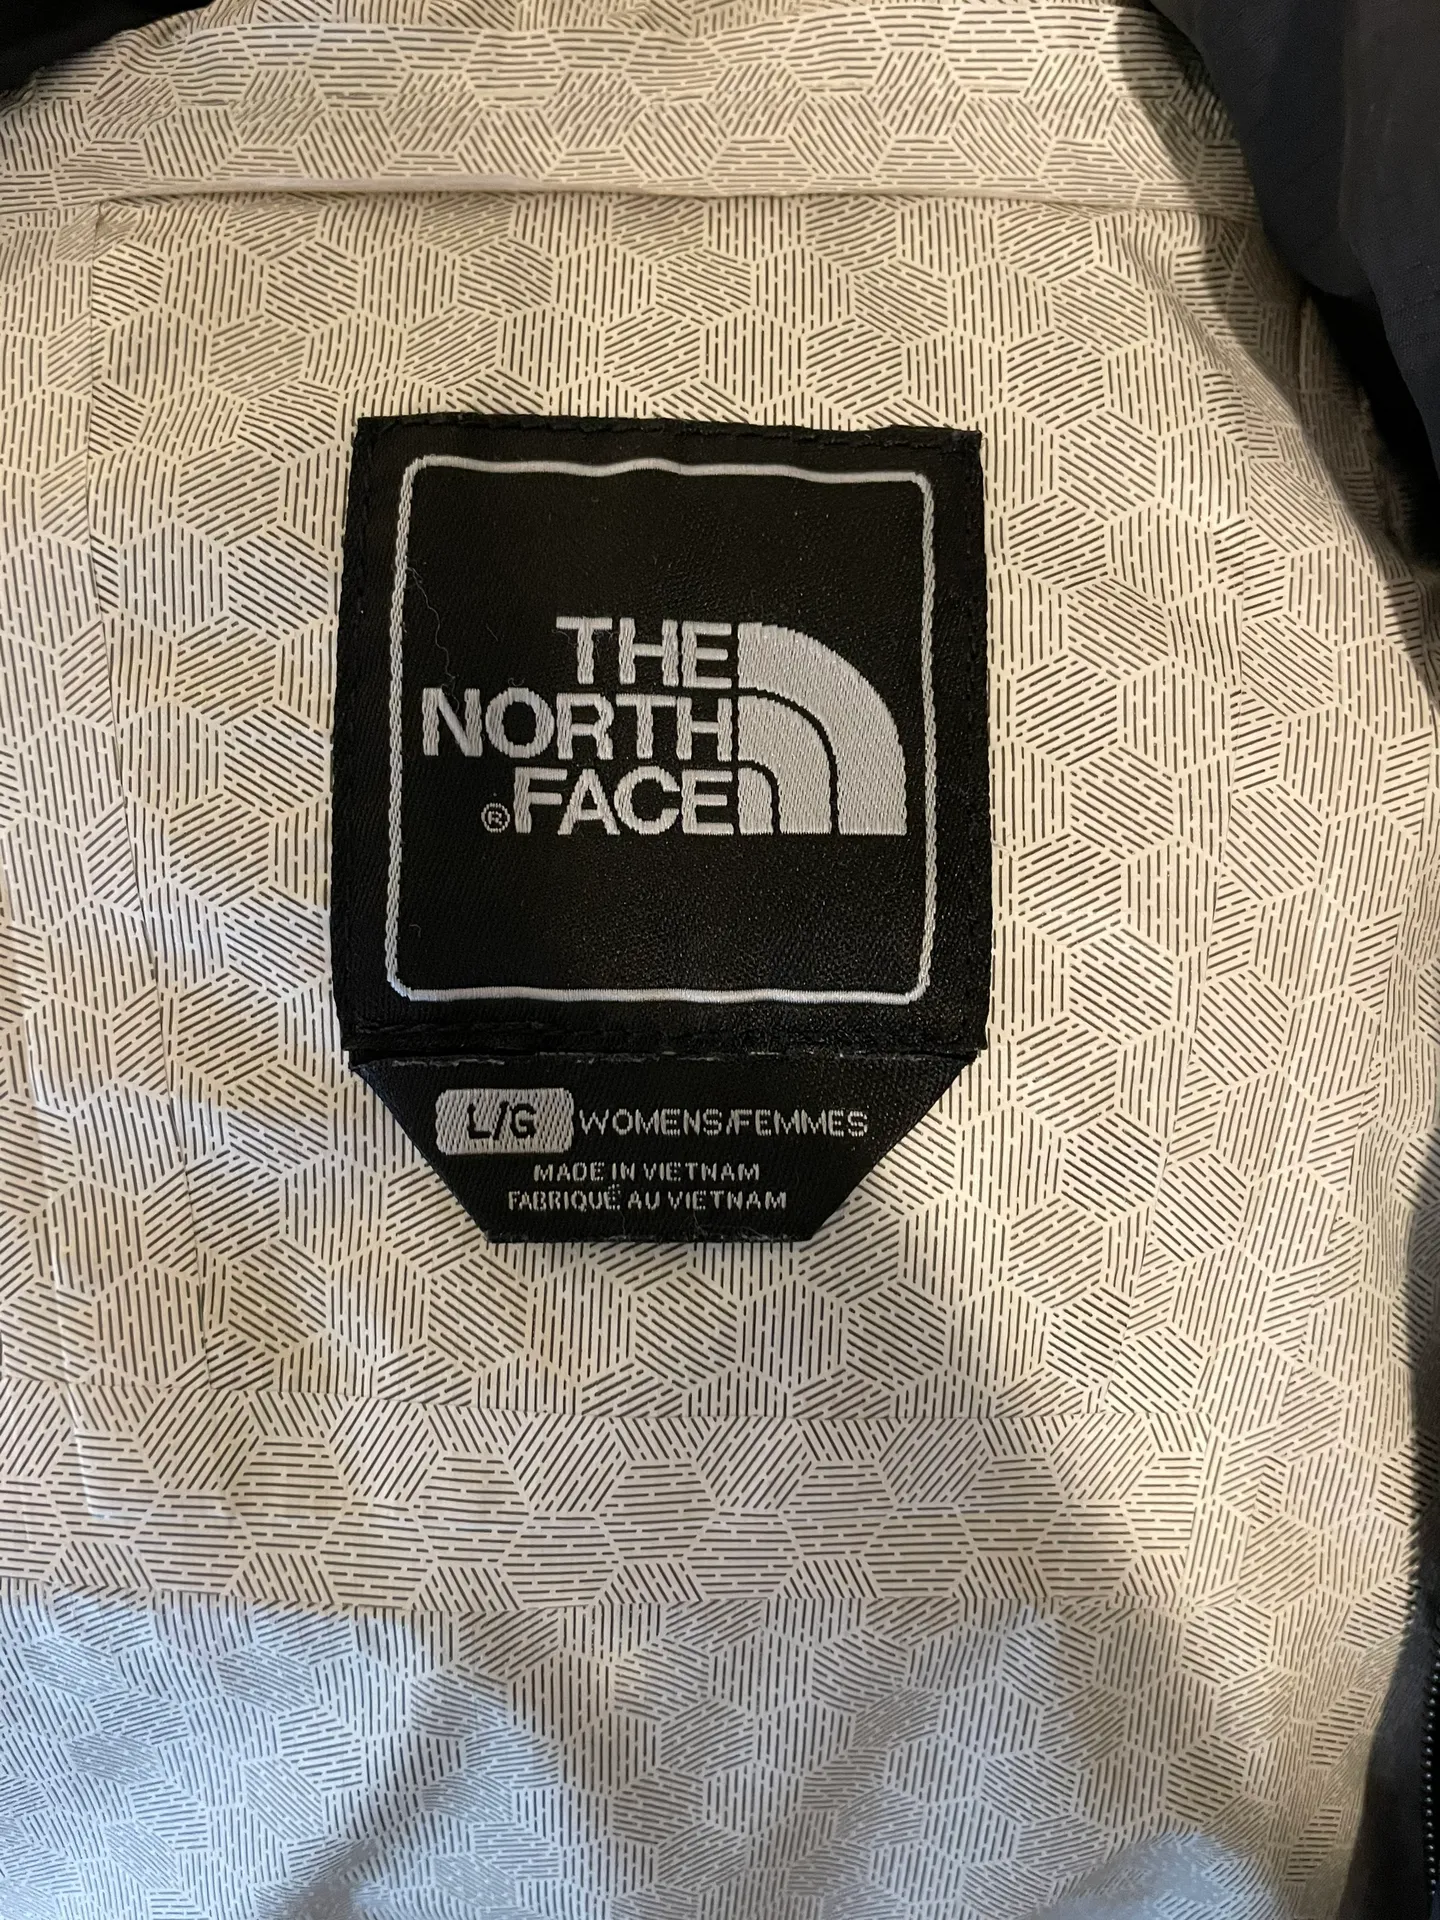 THE
NORTH
®FACE
L/G WOMENS/FEMMES
MADE IN VIETNAM
FABRIQUÉ AU VIETNAM